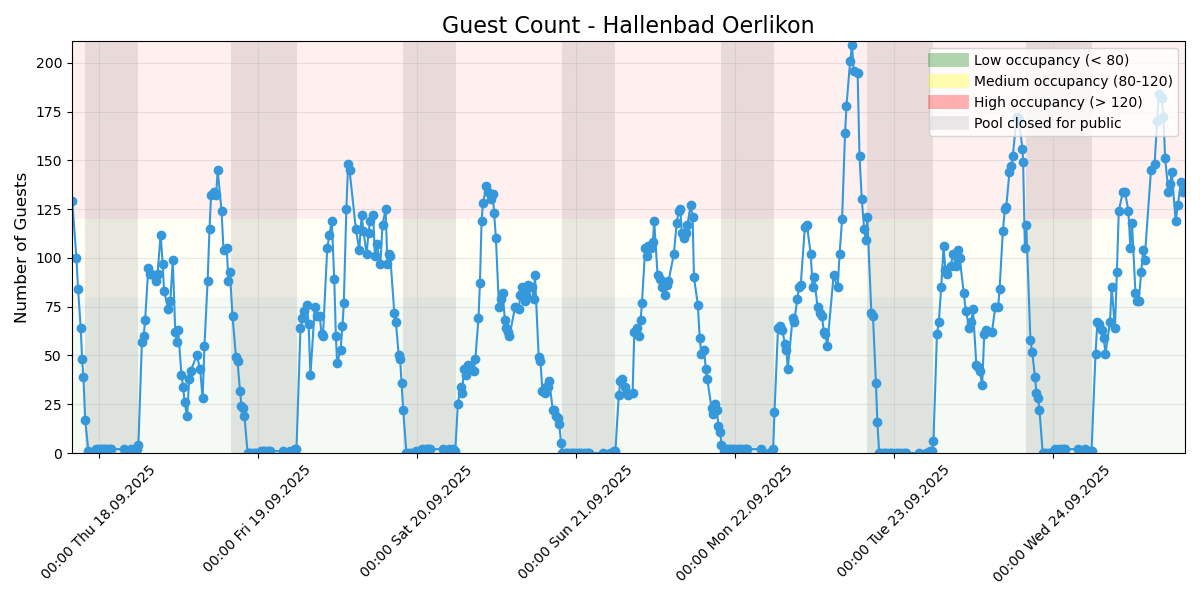 Guest Count - Hallenbad Oerlikon
Number of Guests
200
175
150
125
100
75
50
25
0
Low occupancy (< 80)
Medium occupancy (80-120)
High occupancy (> 120)
Pool closed for public
00:00 Thu 18.09.2025
00:00 Fri 19.09.2025
00:00 Sat 20.09.2025
00:00 Sun 21.09.2025
00:00 Mon 22.09.2025
00:00 Tue 23.09.2025
00:00 Wed 24.09.2025